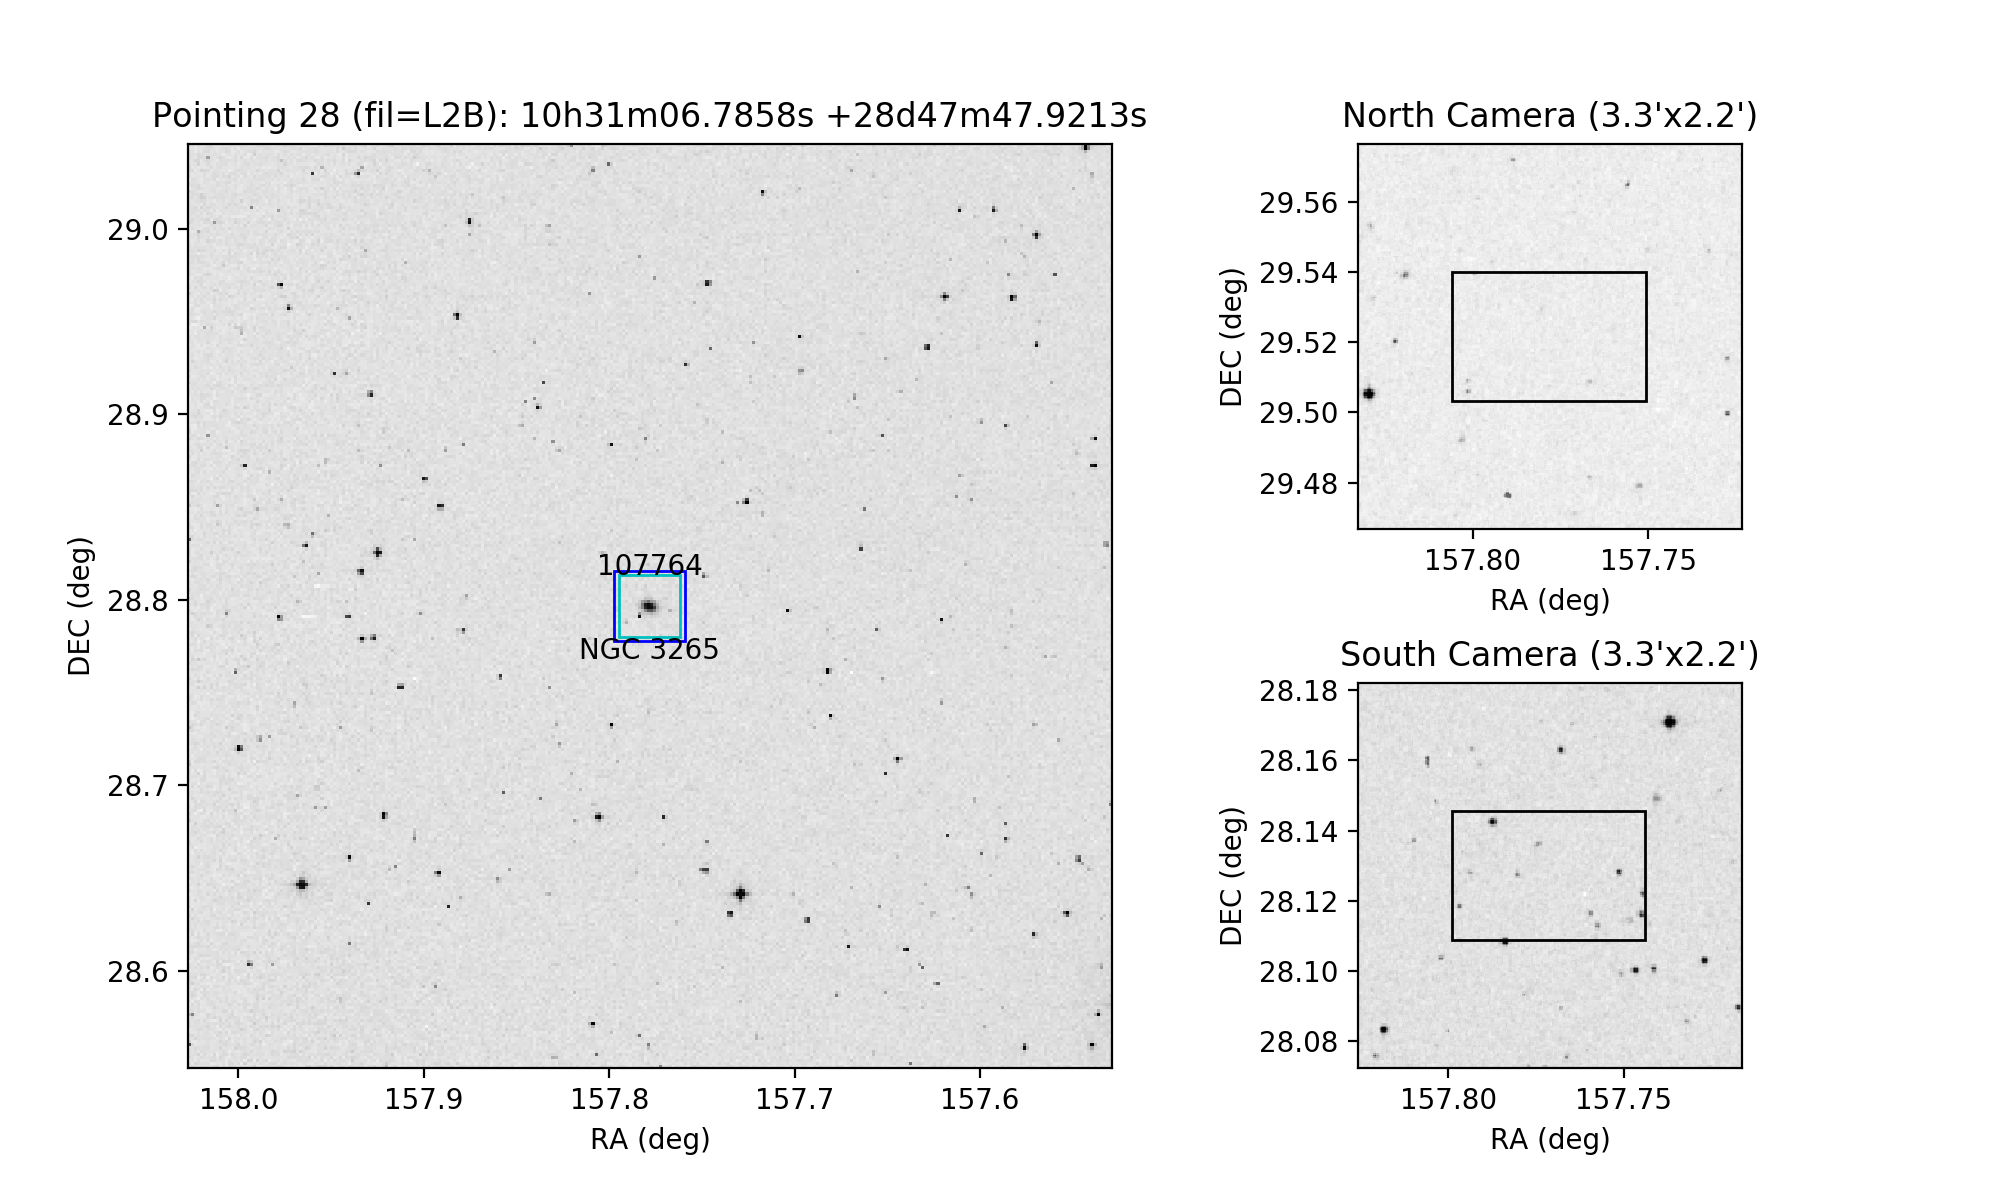 Pointing 28 (fil=L2B): 10h31m06.7858s +28d47m47.9213s
29.0
28.9
28.8
28.7
28.6
DEC (deg)
107764
NGC 3265
158.0 157.9 157.8 157.7 157.6
RA (deg)
North Camera (3.3'x2.2')
29.56
29.54
29.52
29.50
29.48
DEC (deg)
157.80 157.75
RA (deg)
South Camera (3.3'x2.2')
28.18
28.16
28.14
28.12
28.10
28.08
DEC (deg)
157.80 157.75
RA (deg)